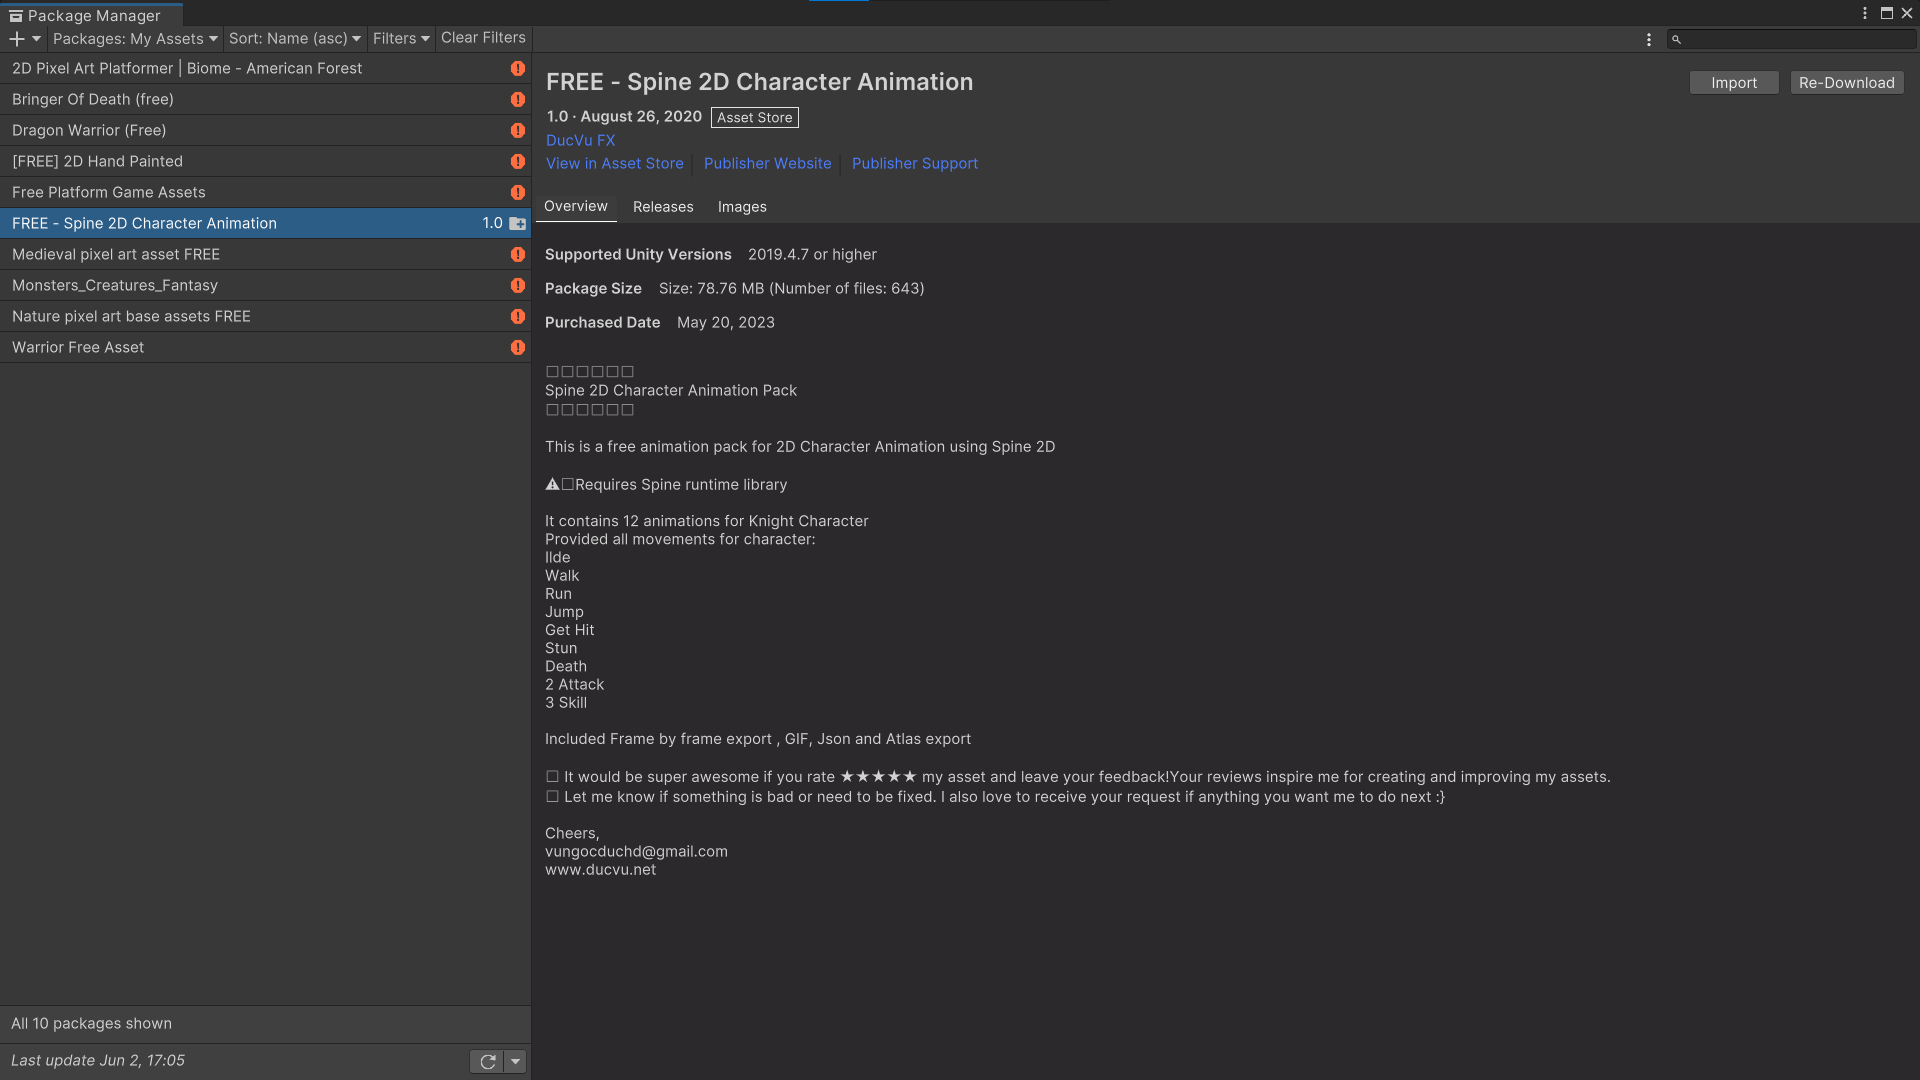 Package Manager
Packages: My Assets
Sort: Name (asc)
Filters
Clear Filters
2D Pixel Art Platformer | Biome - American Forest
Bringer Of Death (free)
Dragon Warrior (Free)
[FREE] 2D Hand Painted
Free Platform Game Assets
FREE - Spine 2D Character Animation 1.0
Medieval pixel art asset FREE
Monsters_Creatures_Fantasy
Nature pixel art base assets FREE
Warrior Free Asset
All 10 packages shown
Last update Jun 2, 17:05
FREE - Spine 2D Character Animation
Import
Re-Download
1.0 · August 26, 2020 Asset Store
DucVu FX
View in Asset Store
Publisher Website
Publisher Support
Overview
Releases
Images
Supported Unity Versions 2019.4.7 or higher
Package Size Size: 78.76 MB (Number of files: 643)
Purchased Date May 20, 2023
□□□□□□
Spine 2D Character Animation Pack
□□□□□□
This is a free animation pack for 2D Character Animation using Spine 2D
⚠□Requires Spine runtime library
It contains 12 animations for Knight Character
Provided all movements for character:
Ilde
Walk
Run
Jump
Get Hit
Stun
Death
2 Attack
3 Skill
Included Frame by frame export , GIF, Json and Atlas export
□ It would be super awesome if you rate ★★★★★ my asset and leave your feedback!Your reviews inspire me for creating and improving my assets.
□ Let me know if something is bad or need to be fixed. I also love to receive your request if anything you want me to do next :}
Cheers,
vungocduchd@gmail.com
www.ducvu.net